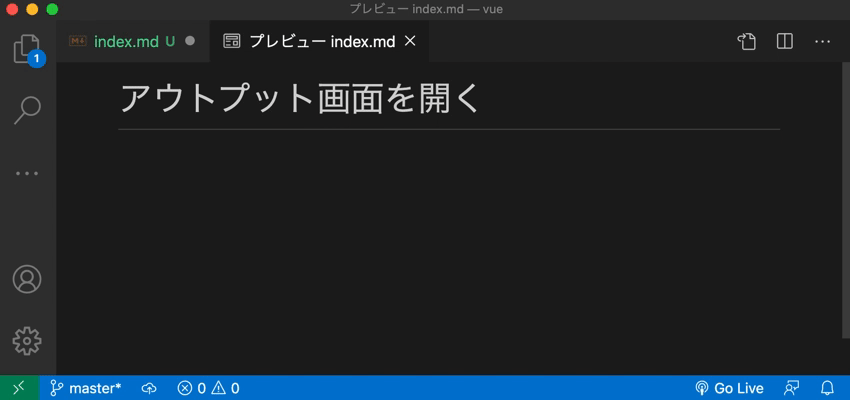 プレビュー index.md — vue
index.md U
プレビュー index.md
1
アウトプット画面を開く
master* 0 0 Go Live